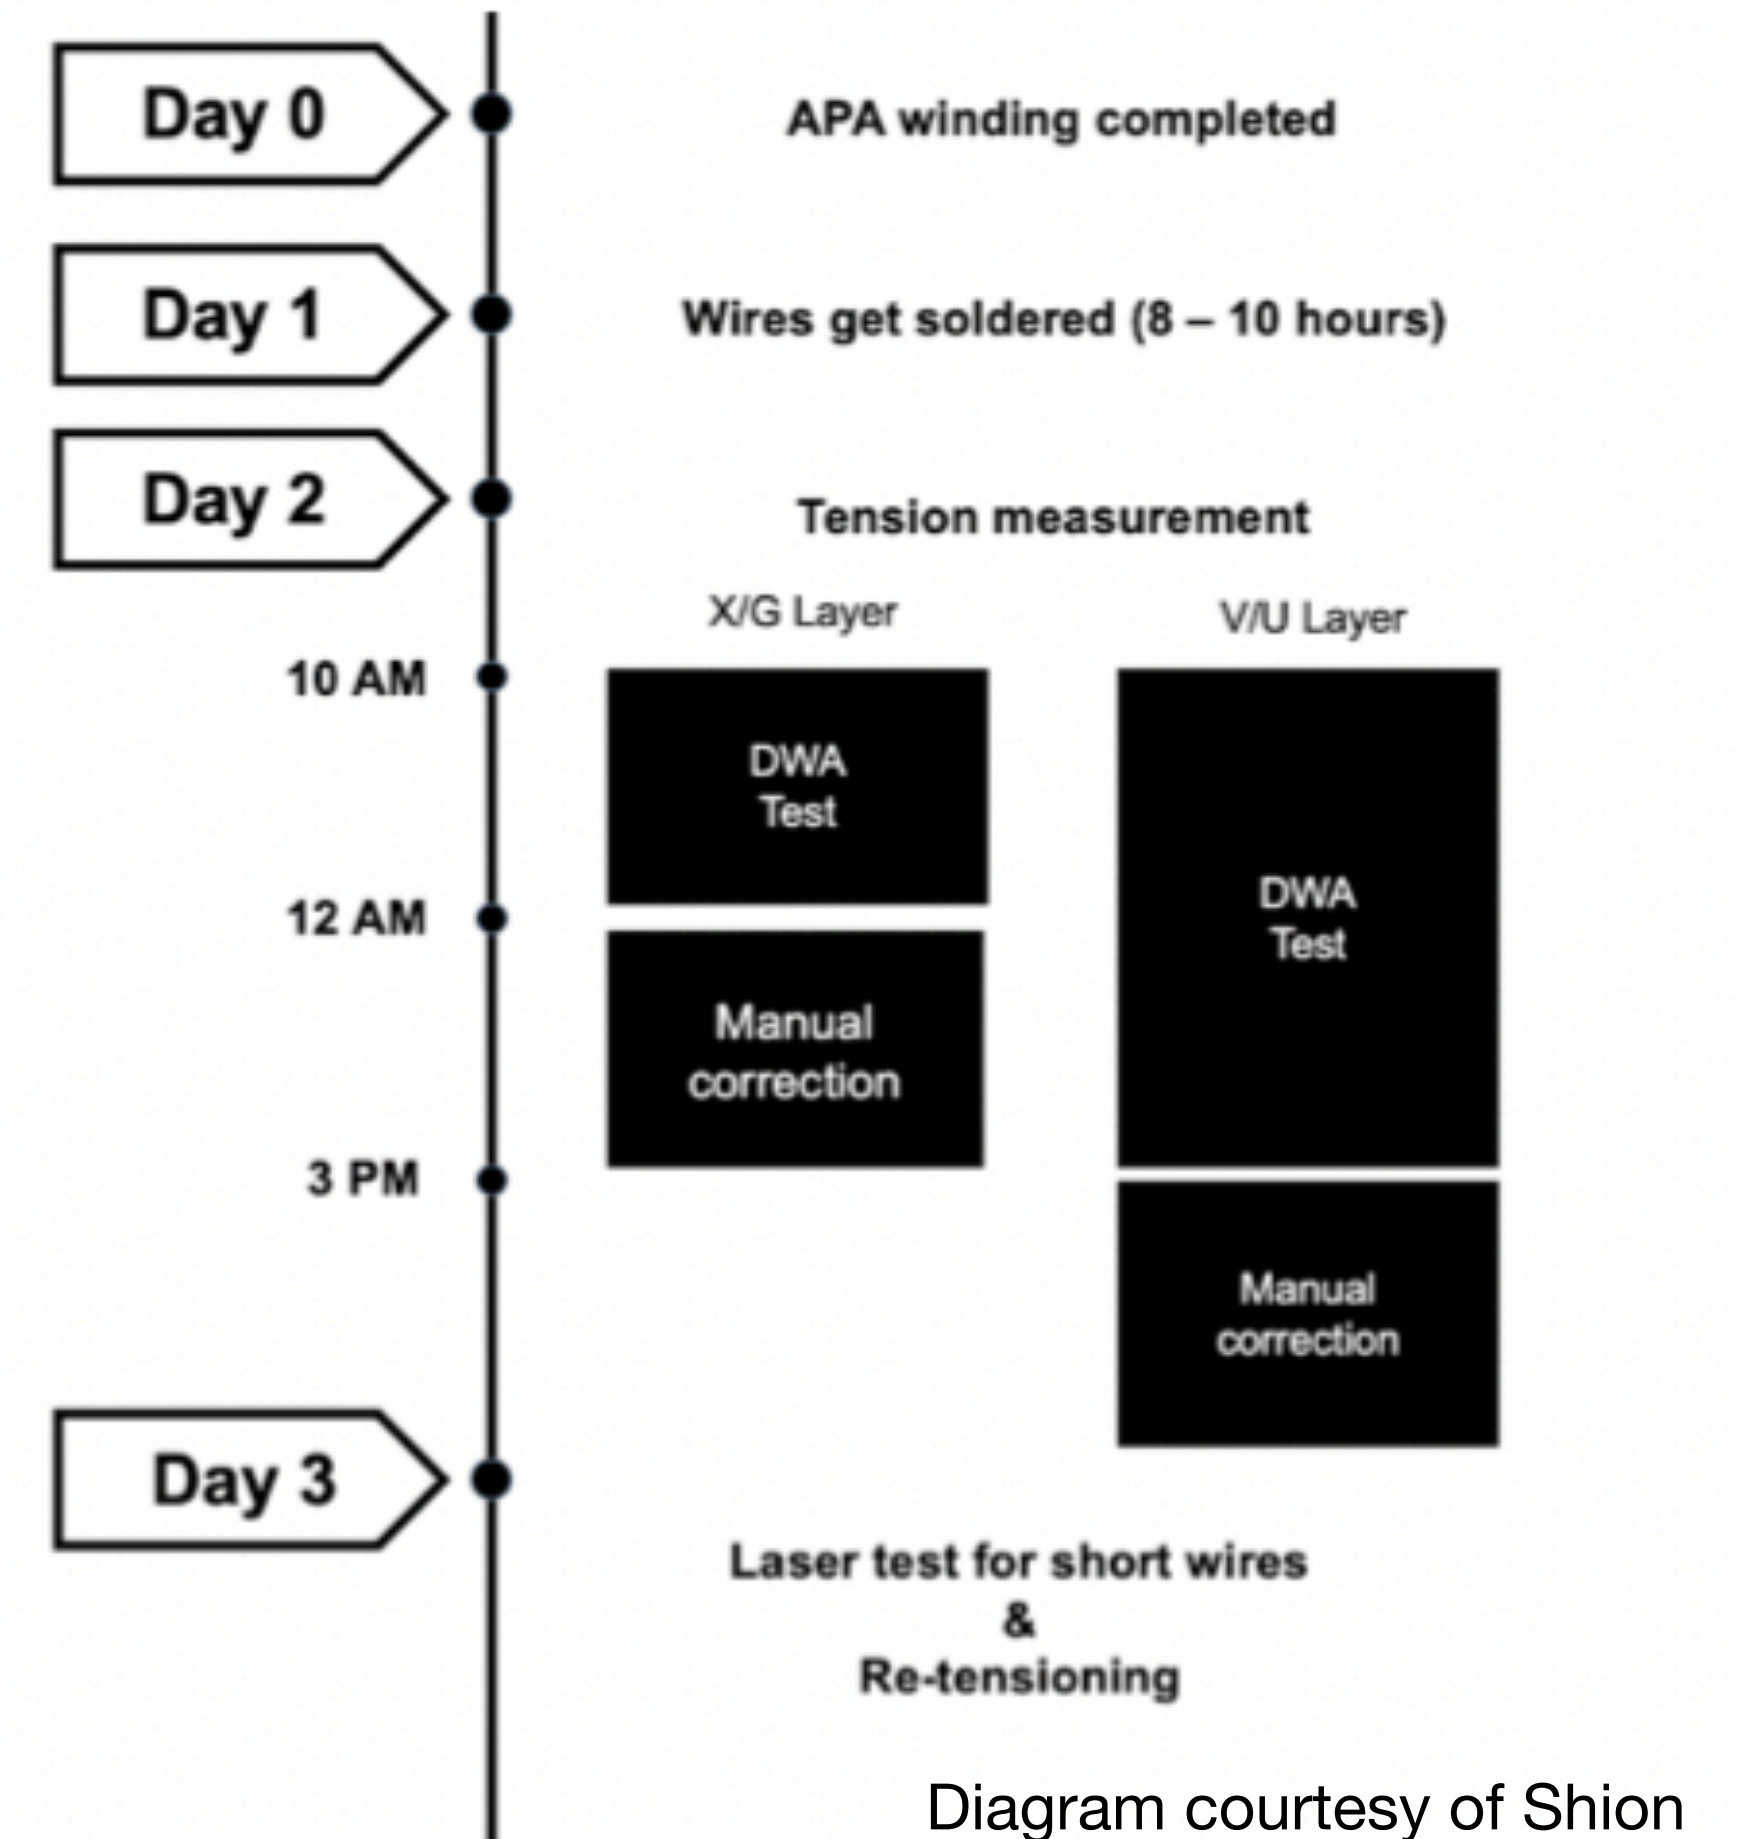 Day 0
APA winding completed
Day 1
Wires get soldered (8 – 10 hours)
Day 2
Tension measurement
X/G Layer
V/U Layer
10 AM
DWA
Test
DWA
Test
12 AM
Manual
correction
3 PM
Manual
correction
Day 3
Laser test for short wires
&
Re-tensioning
Diagram courtesy of Shion